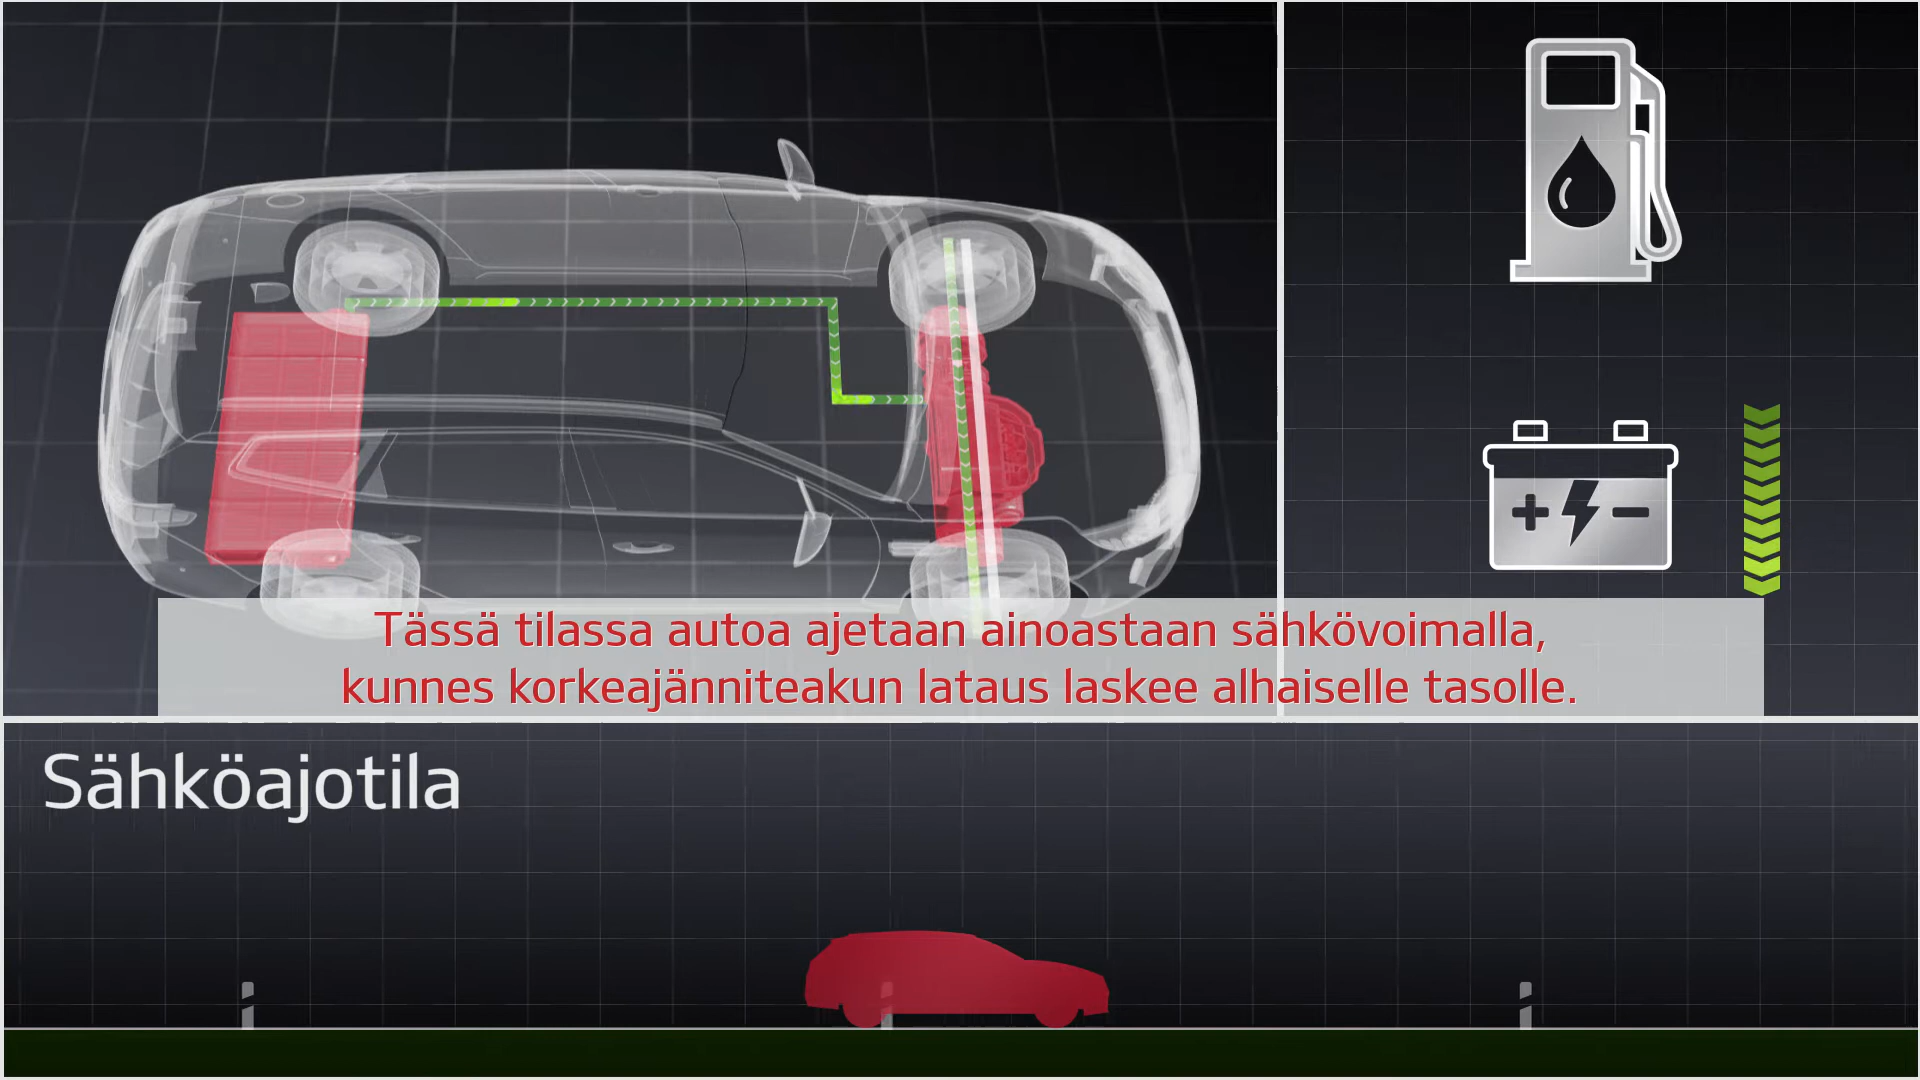 Tässä tilassa autoa ajetaan ainoastaan sähkövoimalla,
kunnes korkeajänniteakun lataus laskee alhaiselle tasolle.
Sähköajotila